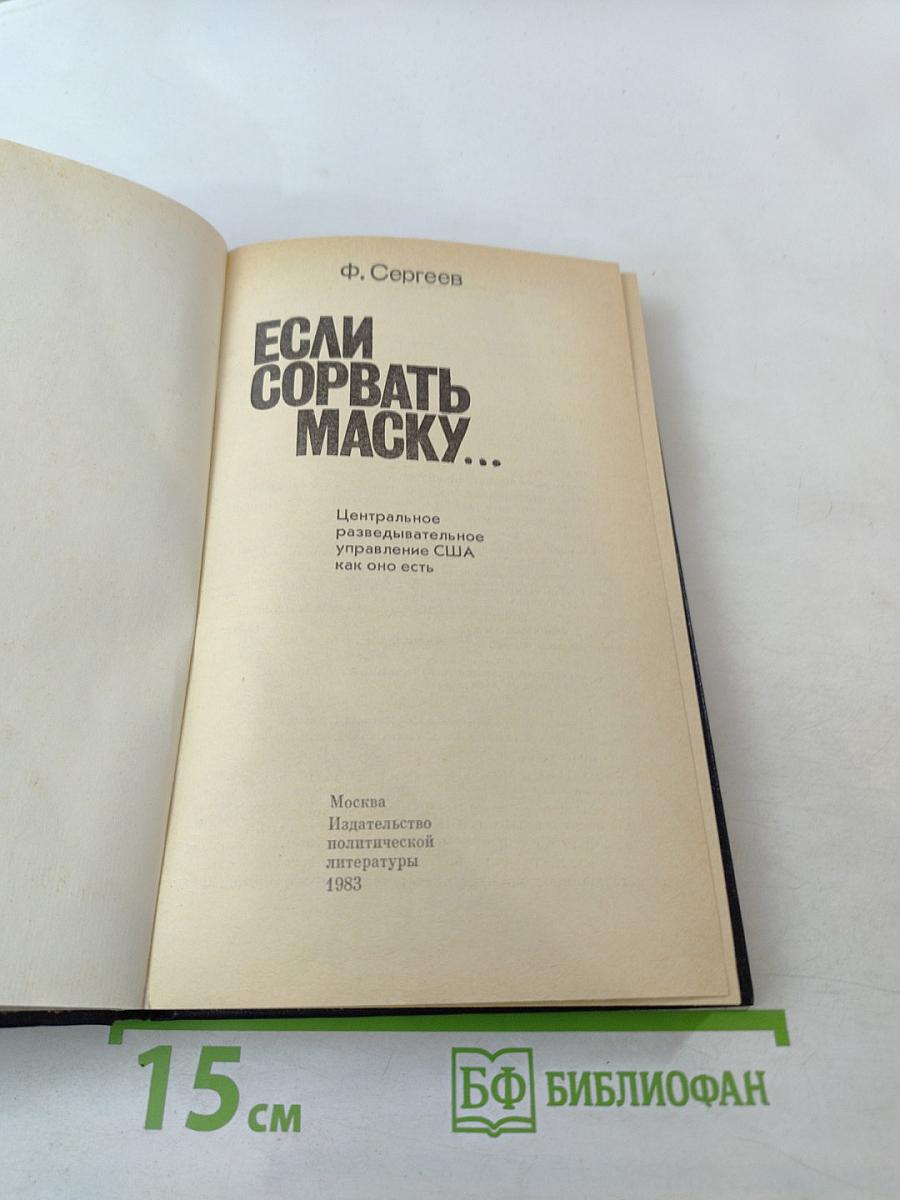 Ф. Сергеев
ЕСЛИ
СОРВАТЬ
МАСКУ...
Центральное
разведывательное
управление США
как оно есть
Москва
Издательство
политической
литературы
1983
15 см
БФ БИБЛИОФАН